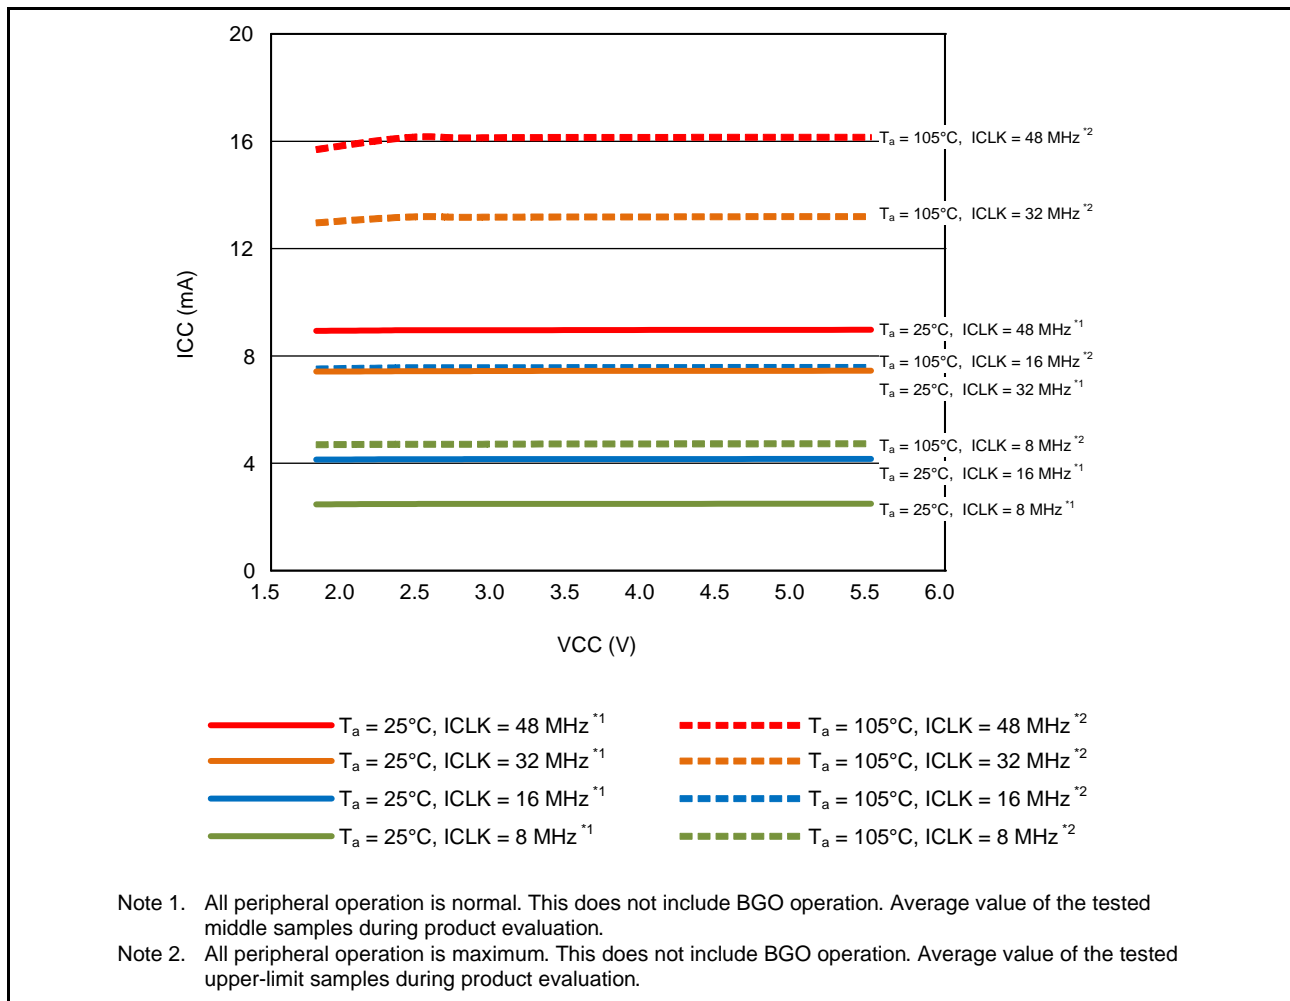 20
16
12
8
4
0
ICC (mA)
1.5 2.0 2.5 3.0 3.5 4.0 4.5 5.0 5.5 6.0
VCC (V)
Ta = 105°C, ICLK = 48 MHz *2
Ta = 105°C, ICLK = 32 MHz *2
Ta = 25°C, ICLK = 48 MHz *1
Ta = 105°C, ICLK = 16 MHz *2
Ta = 25°C, ICLK = 32 MHz *1
Ta = 105°C, ICLK = 8 MHz *2
Ta = 25°C, ICLK = 16 MHz *1
Ta = 25°C, ICLK = 8 MHz *1
Ta = 25°C, ICLK = 48 MHz *1
Ta = 105°C, ICLK = 48 MHz *2
Ta = 25°C, ICLK = 32 MHz *1
Ta = 105°C, ICLK = 32 MHz *2
Ta = 25°C, ICLK = 16 MHz *1
Ta = 105°C, ICLK = 16 MHz *2
Ta = 25°C, ICLK = 8 MHz *1
Ta = 105°C, ICLK = 8 MHz *2
Note 1. All peripheral operation is normal. This does not include BGO operation. Average value of the tested
middle samples during product evaluation.
Note 2. All peripheral operation is maximum. This does not include BGO operation. Average value of the tested
upper-limit samples during product evaluation.